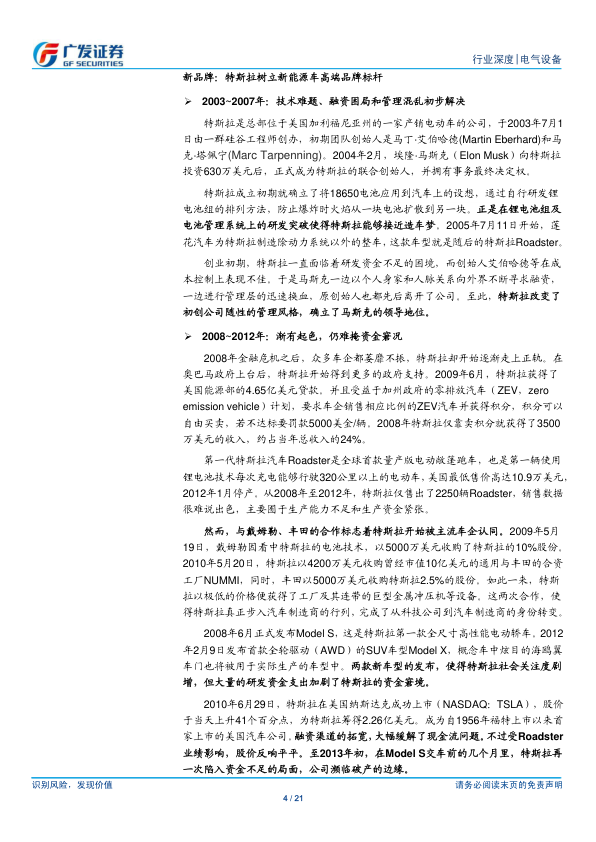 广发证券
GF SECURITIES
行业深度|电气设备
新品牌：特斯拉树立新能源车高端品牌标杆
➢ 2003~2007年：技术难题、融资困局和管理混乱初步解决
特斯拉是总部位于美国加利福尼亚州的一家产销电动车的公司，于2003年7月1
日由一群硅谷工程师创办，初期团队创始人是马丁·艾伯哈德(Martin Eberhard)和马
克·塔佩宁(Marc Tarpenning)。2004年2月，埃隆·马斯克（Elon Musk）向特斯拉
投资630万美元后，正式成为特斯拉的联合创始人，并拥有事务最终决定权。
特斯拉成立初期就确立了将18650电池应用到汽车上的设想，通过自行研发锂
电池组的排列方法，防止爆炸时火焰从一块电池扩散到另一块。正是在锂电池组及
电池管理系统上的研发突破使得特斯拉能够接近造车梦。2005年7月11日开始，莲
花汽车为特斯拉制造除动力系统以外的整车，这款车型就是随后的特斯拉Roadster。
创业初期，特斯拉一直面临着研发资金不足的困境，而创始人艾伯哈德等在成
本控制上表现不佳。于是马斯克一边以个人身家和人脉关系向外界不断寻求融资，
一边进行管理层的迅速换血，原创始人也都先后离开了公司。至此，特斯拉改变了
初创公司随性的管理风格，确立了马斯克的领导地位。
➢ 2008~2012年：渐有起色，仍难掩资金窘况
2008年金融危机之后，众多车企都萎靡不振，特斯拉却开始逐渐走上正轨。在
奥巴马政府上台后，特斯拉开始得到更多的政府支持。2009年6月，特斯拉获得了
美国能源部的4.65亿美元贷款。并且受益于加州政府的零排放汽车（ZEV，zero
emission vehicle）计划，要求车企销售相应比例的ZEV汽车并获得积分，积分可以
自由买卖，若不达标要罚款5000美金/辆。2008年特斯拉仅靠卖积分就获得了3500
万美元的收入，约占当年总收入的24%。
第一代特斯拉汽车Roadster是全球首款量产版电动敞篷跑车，也是第一辆使用
锂电池技术每次充电能够行驶320公里以上的电动车，美国最低售价高达10.9万美元，
2012年1月停产。从2008年至2012年，特斯拉仅售出了2250辆Roadster，销售数据
很难说出色，主要囿于生产能力不足和生产资金紧张。
然而，与戴姆勒、丰田的合作标志着特斯拉开始被主流车企认同。2009年5月
19日，戴姆勒因看中特斯拉的电池技术，以5000万美元收购了特斯拉的10%股份。
2010年5月20日，特斯拉以4200万美元收购曾经市值10亿美元的通用与丰田的合资
工厂NUMMI，同时，丰田以5000万美元收购特斯拉2.5%的股份。如此一来，特斯
拉以极低的价格便获得了工厂及其连带的巨型金属冲压机等设备。这两次合作，使
得特斯拉真正步入汽车制造商的行列，完成了从科技公司到汽车制造商的身份转变。
2008年6月正式发布Model S，这是特斯拉第一款全尺寸高性能电动轿车。2012
年2月9日发布首款全轮驱动（AWD）的SUV车型Model X，概念车中炫目的海鸥翼
车门也将被用于实际生产的车型中。两款新车型的发布，使得特斯拉社会关注度剧
增，但大量的研发资金支出加剧了特斯拉的资金窘境。
2010年6月29日，特斯拉在美国纳斯达克成功上市（NASDAQ: TSLA），股价
于当天上升41个百分点，为特斯拉筹得2.26亿美元。成为自1956年福特上市以来首
家上市的美国汽车公司。融资渠道的拓宽，大幅缓解了现金流问题。不过受Roadster
业绩影响，股价反响平平。至2013年初，在Model S交车前的几个月里，特斯拉再
一次陷入资金不足的局面，公司濒临破产的边缘。
识别风险，发现价值
请务必阅读末页的免责声明
4 / 21